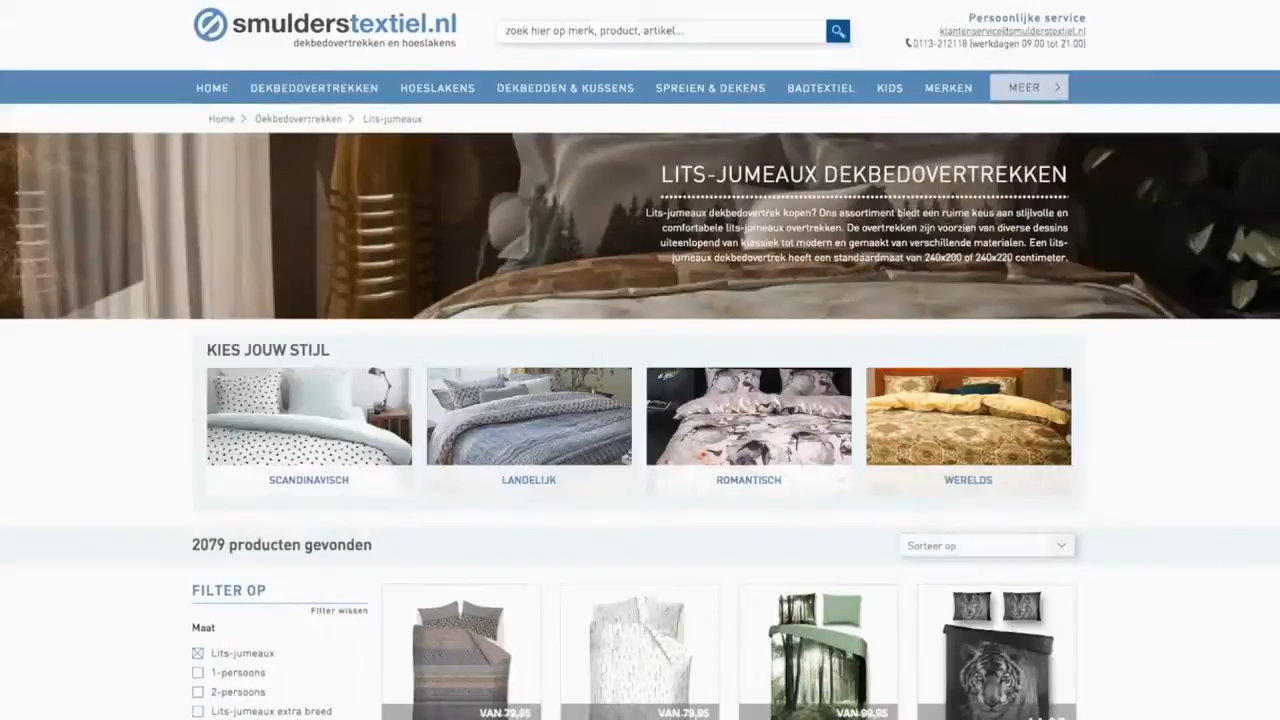 smulderstextiel.nl
dekbedovertrekken en hoeslakens
zoek hier op merk, product, artikel...
Persoonlijke service
klantenservice@smulderstextiel.nl
0113-212118 (werkdagen 09.00 tot 21.00)
HOME DEKBEDOVERTREKKEN HOESLAKENS DEKBEDDEN & KUSSENS SPREIEN & DEKENS BADTEXTIEL KIDS MERKEN MEER
Home > Dekbedovertrekken > Lits-jumeaux
LITS-JUMEAUX DEKBEDOVERTREKKEN
Lits-jumeaux dekbedovertrek kopen? Ons assortiment biedt een ruime keus aan stijlvolle en
comfortabele lits-jumeaux overtrekken. De overtrekken zijn voorzien van diverse dessins
uiteenlopend van klassiek tot modern en gemaakt van verschillende materialen. Een lits-
jumeaux dekbedovertrek heeft een standaardmaat van 240x200 of 240x220 centimeter.
KIES JOUW STIJL
SCANDINAVISCH
LANDELIJK
ROMANTISCH
WERELDS
2079 producten gevonden
Sorteer op
FILTER OP
Filter wissen
Maat
Lits-jumeaux
1-persoons
2-persoons
Lits-jumeaux extra breed
VAN 79,95
VAN 79,95
VAN 99,95